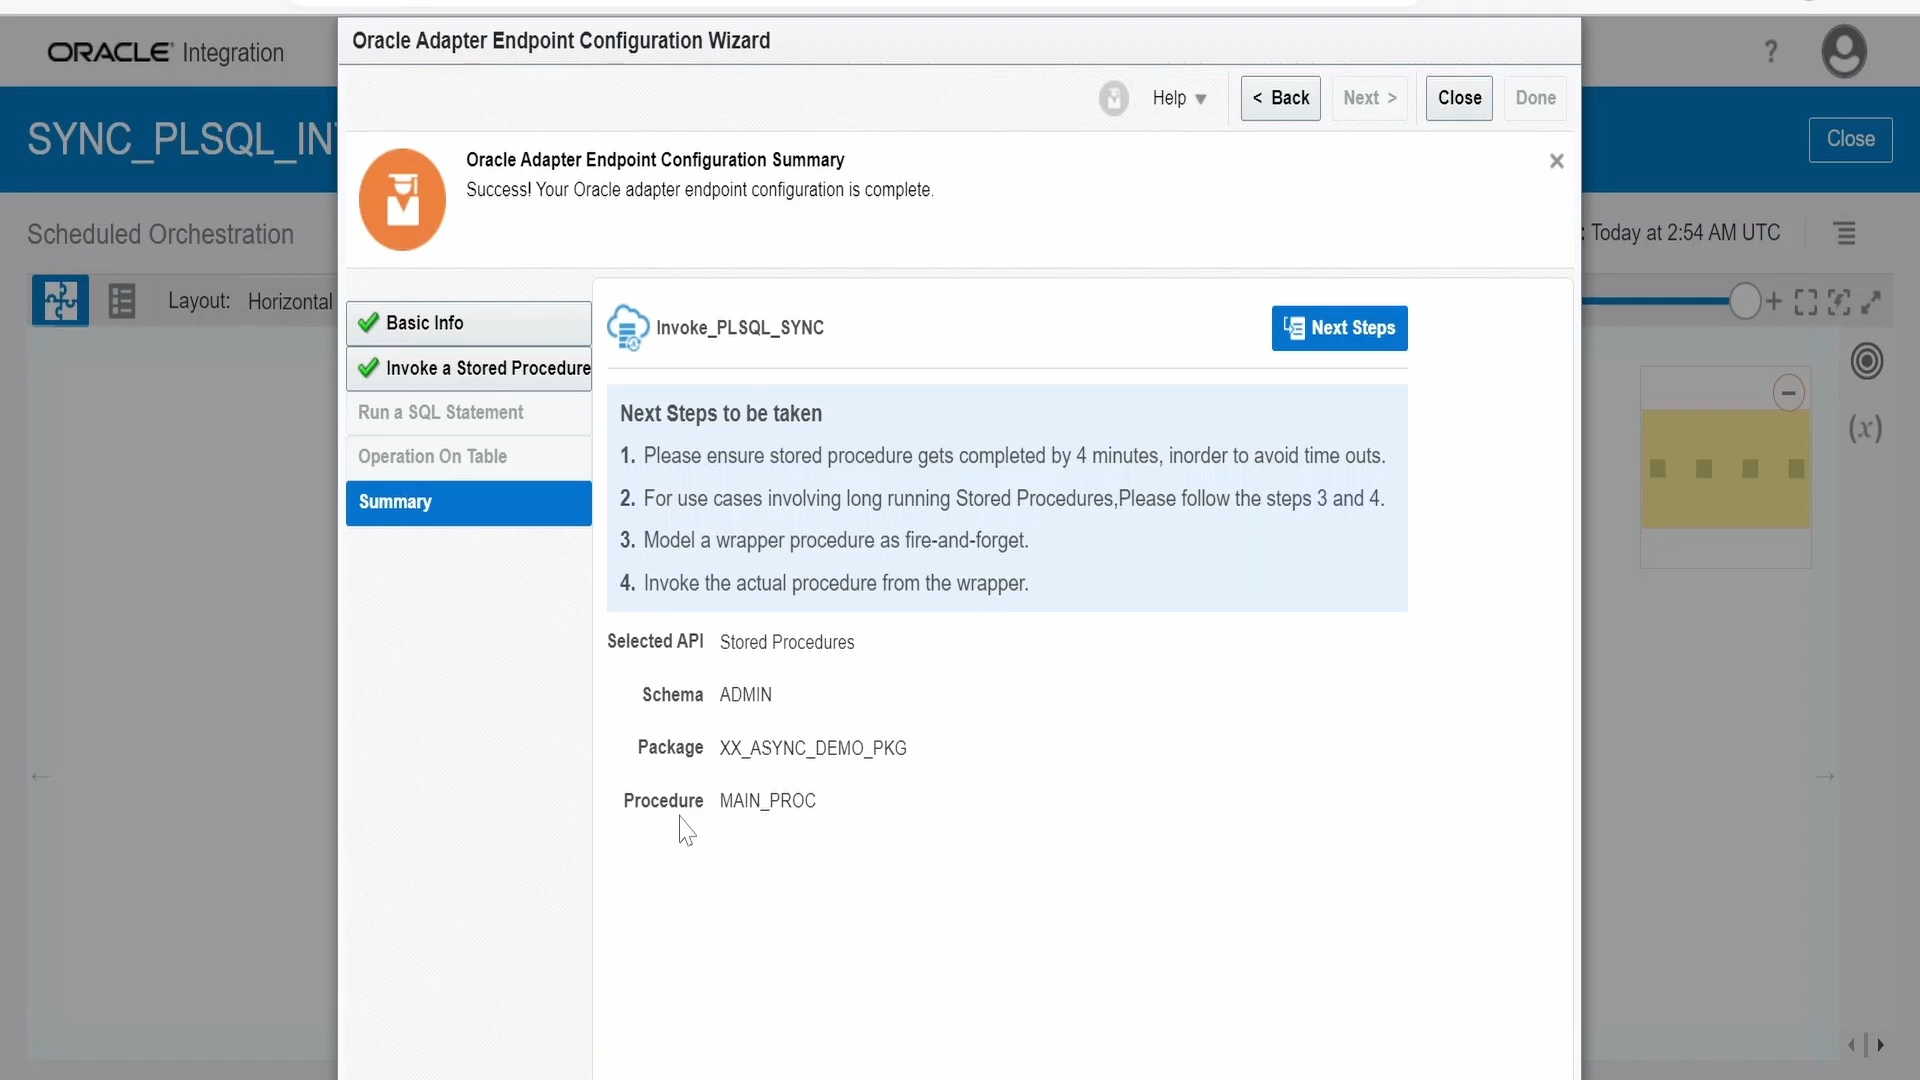 Oracle Adapter Endpoint Configuration Wizard
ORACLE Integration
?
Help
< Back
Next >
Close
Done
SYNC_PLSQL_IN
Close
Oracle Adapter Endpoint Configuration Summary
Success! Your Oracle adapter endpoint configuration is complete.
Scheduled Orchestration
: Today at 2:54 AM UTC
Layout: Horizontal
Basic Info
Invoke a Stored Procedure
Run a SQL Statement
Operation On Table
Summary
Invoke_PLSQL_SYNC
Next Steps
Next Steps to be taken
1. Please ensure stored procedure gets completed by 4 minutes, inorder to avoid time outs.
2. For use cases involving long running Stored Procedures,Please follow the steps 3 and 4.
3. Model a wrapper procedure as fire-and-forget.
4. Invoke the actual procedure from the wrapper.
(x)
Selected API Stored Procedures
Schema ADMIN
Package XX_ASYNC_DEMO_PKG
Procedure MAIN_PROC